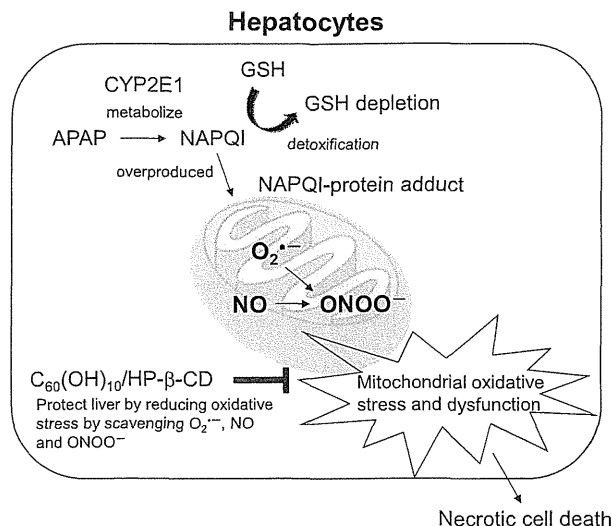 Hepatocytes
GSH
CYP2E1
metabolize
GSH depletion
APAP → NAPQI
detoxification
overproduced
NAPQI-protein adduct
O₂•−
NO → ONOO−
C₆₀(OH)₁₀/HP-β-CD
Protect liver by reducing oxidative
stress by scavenging O₂•−, NO
and ONOO−
Mitochondrial oxidative
stress and dysfunction
Necrotic cell death